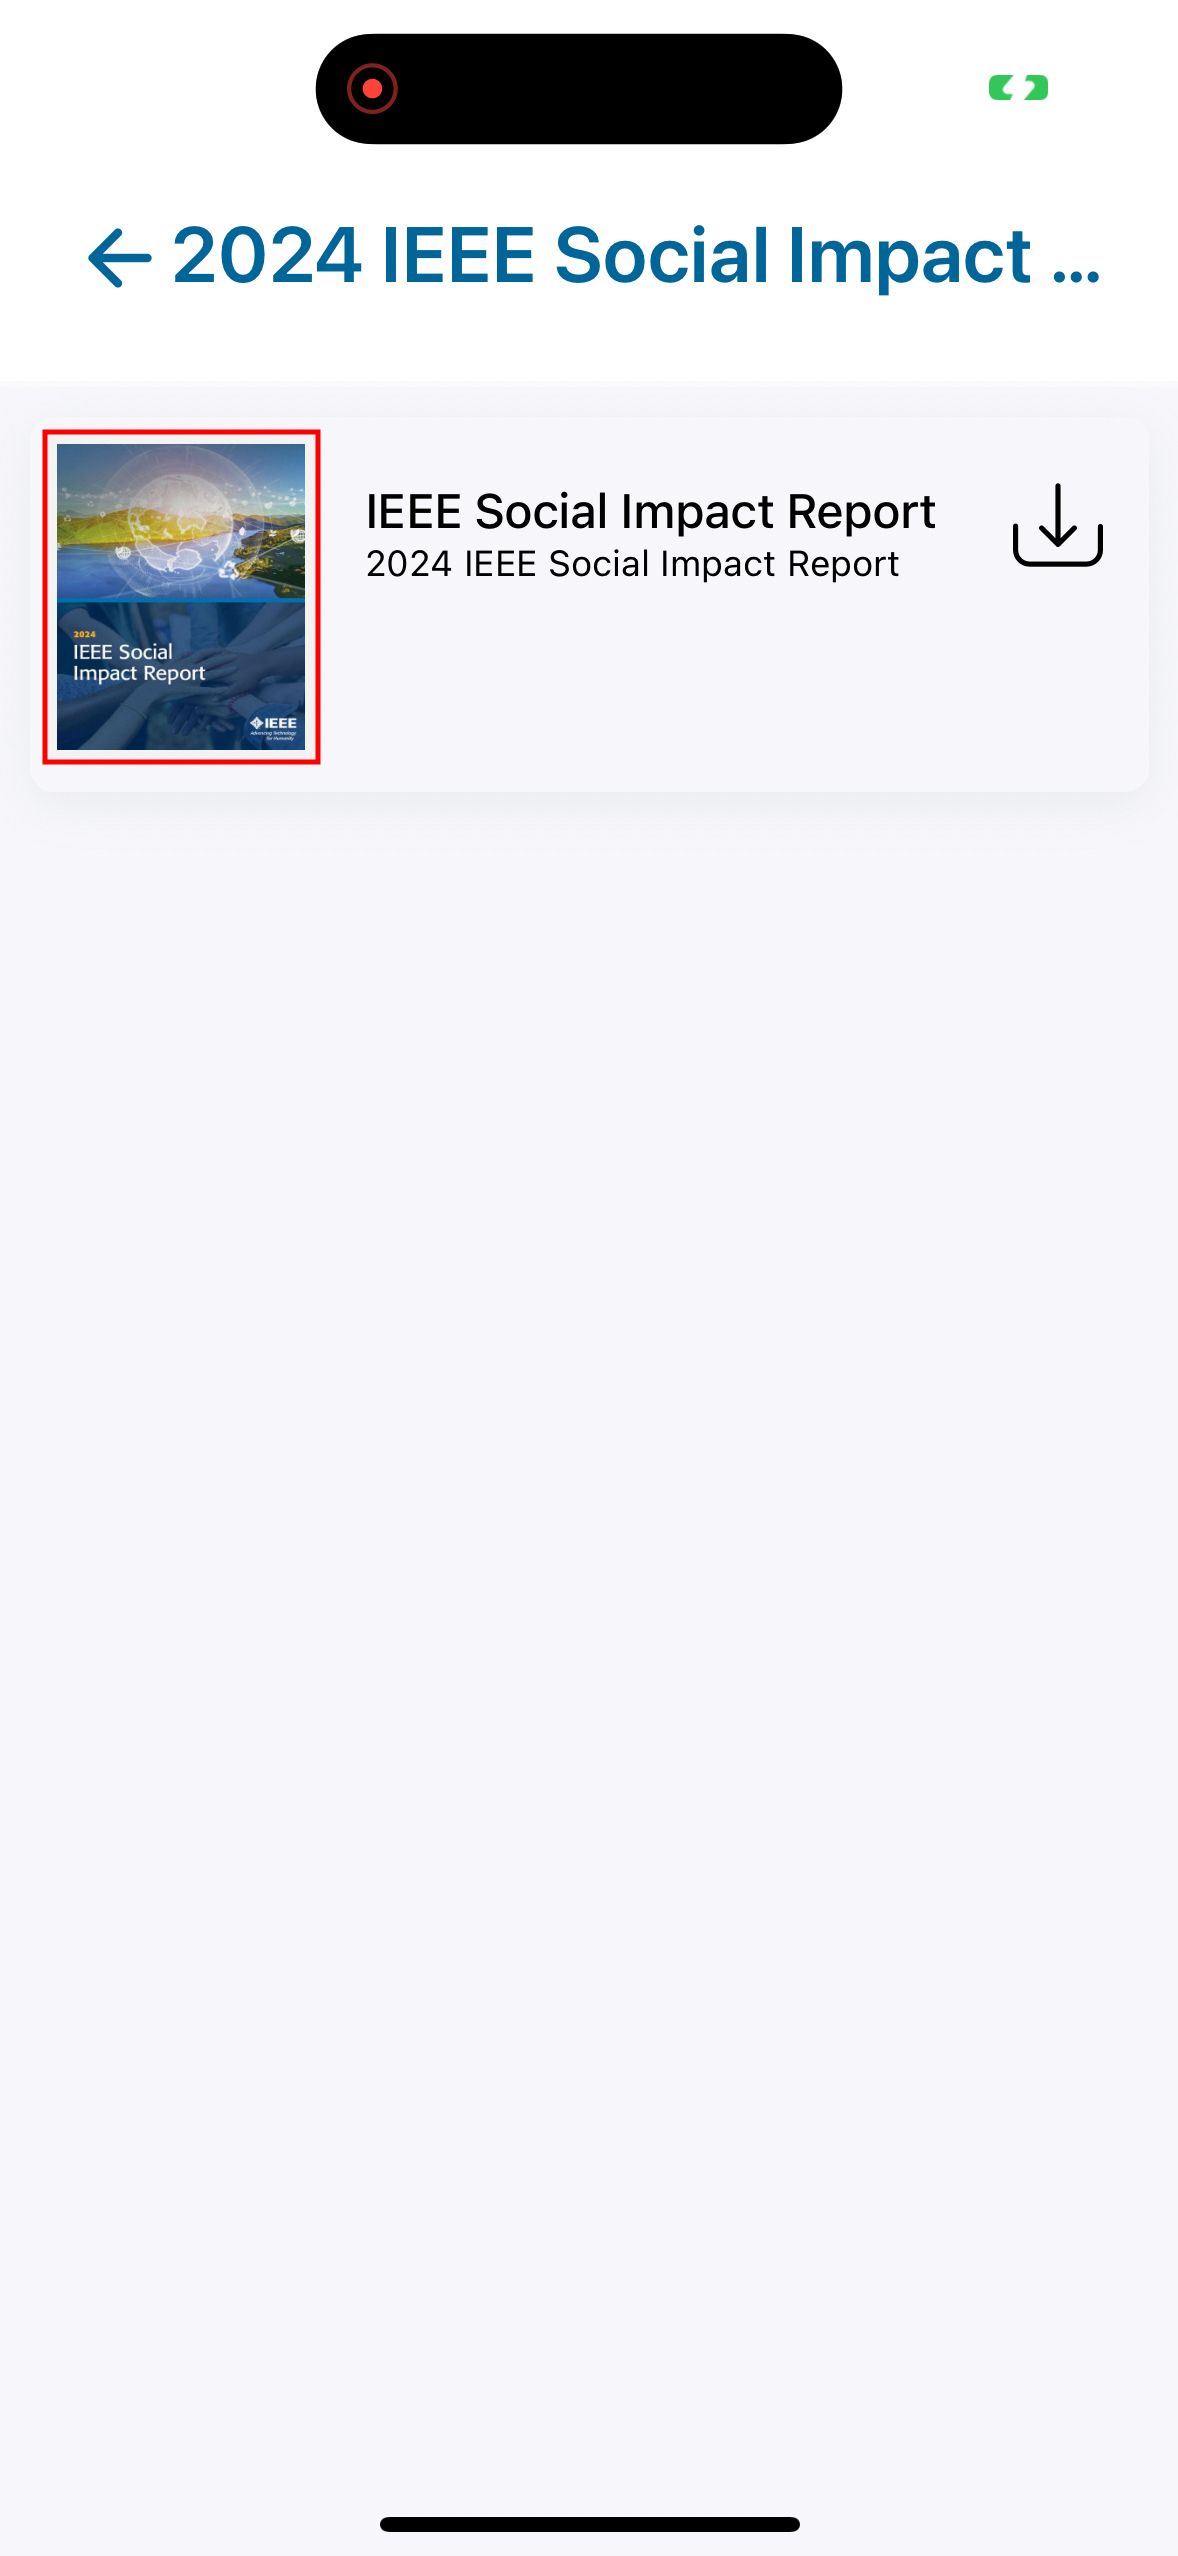 2024 IEEE Social Impact ...
IEEE Social Impact Report
2024 IEEE Social Impact Report
2024
IEEE Social
Impact Report
IEEE
Advancing Technology
for Humanity